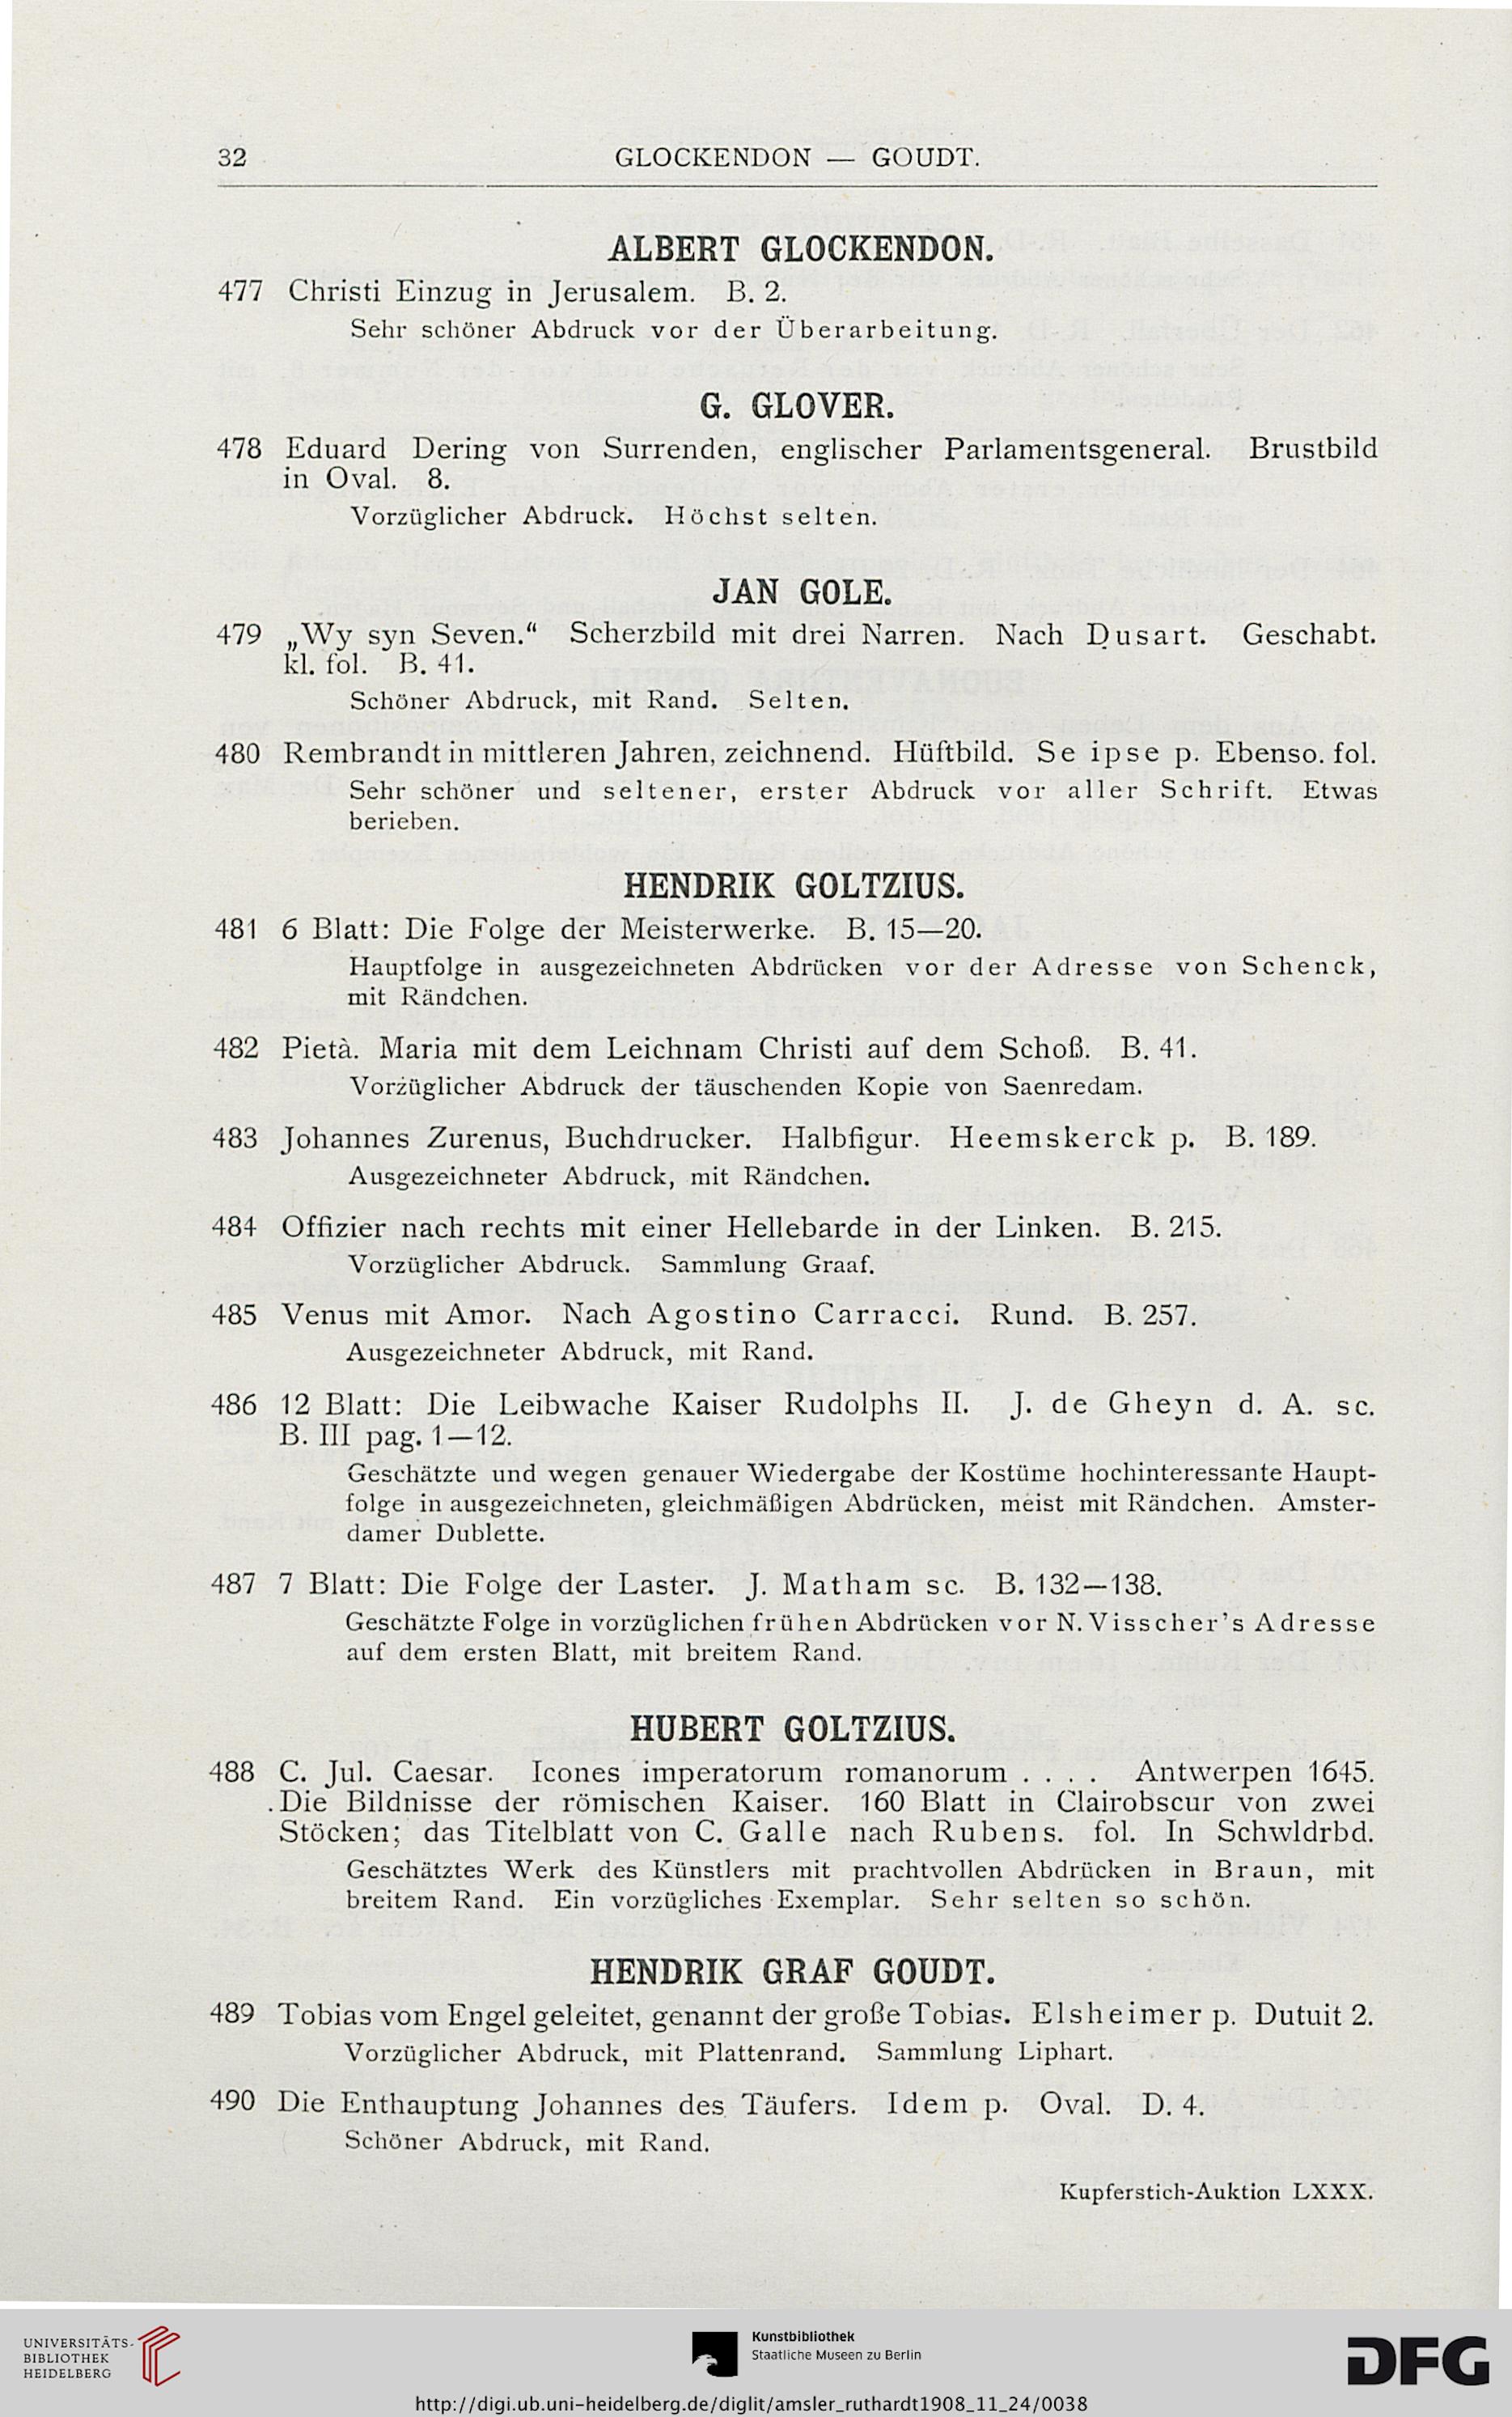 32
GLOCKENDON — GOUDT.
ALBERT GLOCKENDON.
477 Christi Einzug in Jerusalem. B. 2.
Sehr schöner Abdruck vor der Überarbeitung.
G. GLOVER.
478 Eduard Dering von Surrenden, englischer Parlamentsgeneral. Brustbild
in Oval. 8.
Vorzüglicher Abdruck. Höchst selten.
JAN GOLE.
479 „Wy syn Seven.“ Scherzbild mit drei Narren. Nach Dusart. Geschabt.
kl. fol. B. 41.
Schöner Abdruck, mit Rand. Selten.
480 Rembrandt in mittleren Jahren, zeichnend. Hüftbild. Se ipse p. Ebenso. fol.
Sehr schöner und seltener, erster Abdruck vor aller Schrift. Etwas
berieben.
HENDRIK GOLTZIUS.
481 6 Blatt: Die Folge der Meisterwerke. B. 15—20.
Hauptfolge in ausgezeichneten Abdrücken vor der Adresse von Schenck,
mit Rändchen.
482 Pietà. Maria mit dem Leichnam Christi auf dem Schoß. B. 41.
Vorzüglicher Abdruck der täuschenden Kopie von Saenredam.
483 Johannes Zurenus, Buchdrucker. Halbfigur. Heemskerck p. B. 189.
Ausgezeichneter Abdruck, mit Rändchen.
484 Offizier nach rechts mit einer Hellebarde in der Linken. B. 215.
Vorzüglicher Abdruck. Sammlung Graaf.
485 Venus mit Amor. Nach Agostino Carracci. Rund. B. 257.
Ausgezeichneter Abdruck, mit Rand.
486 12 Blatt: Die Leibwache Kaiser Rudolphs II. J. de Gheyn d. A. sc.
B. III pag. 1—12.
Geschätzte und wegen genauer Wiedergabe der Kostüme hochinteressante Haupt-
folge in ausgezeichneten, gleichmäßigen Abdrücken, meist mit Rändchen. Amster-
damer Dublette.
487 7 Blatt: Die Folge der Laster. J. Matham sc. B. 132—138.
Geschätzte Folge in vorzüglichen frühen Abdrücken vor N. Visscher's Adresse
auf dem ersten Blatt, mit breitem Rand.
HUBERT GOLTZIUS.
488 C. Jul. Caesar. Icones imperatorum romanorum . . . . Antwerpen 1645.
Die Bildnisse der römischen Kaiser. 160 Blatt in Clairobscur von zwei
Stöcken; das Titelblatt von C. Galle nach Rubens. fol. In Schwldrbd.
Geschätztes Werk des Künstlers mit prachtvollen Abdrücken in Braun, mit
breitem Rand. Ein vorzügliches Exemplar. Sehr selten so schön.
HENDRIK GRAF GOUDT.
489 Tobias vom Engel geleitet, genannt der große Tobias. Elsheimer p. Dutuit 2.
Vorzüglicher Abdruck, mit Plattenrand. Sammlung Liphart.
490 Die Enthauptung Johannes des Täufers. Idem p. Oval. D. 4.
Schöner Abdruck, mit Rand.
Kupferstich-Auktion LXXX.
UNIVERSITÄTS-
BIBLIOTHEK
HEIDELBERG
Kunstbibliothek
Staatliche Museen zu Berlin
DFG
http://digi.ub.uni-heidelberg.de/diglit/amsler_ruthardt1908_11_24/0038